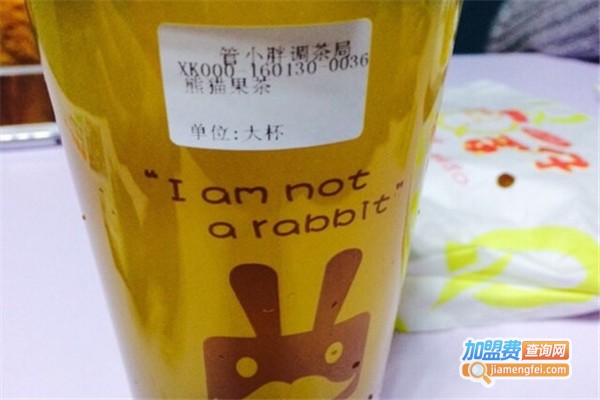 管小胖调茶局
XK000-160130-0036
熊猫果茶
单位:大杯
"I am not
a rabbit"
加盟费查询网
jiamengfei.com